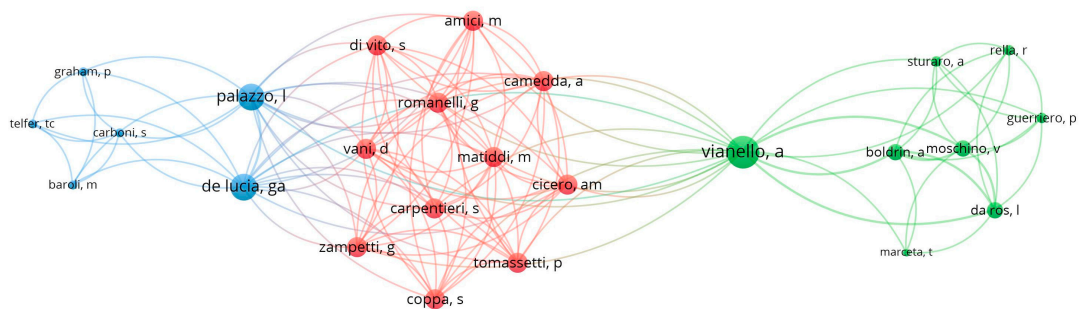 graham, p
telfer, tc
carboni, s
baroli, m
palazzo, l
de lucia, ga
amici, m
di vito, s
camedda, a
romanelli, g
vani, d
matiddi, m
cicero, am
carpentieri, s
zampetti, g
tomassetti, p
coppa, s
vianello, a
rella, r
sturaro, a
guerriero, p
boldrin, a
moschino, v
da ros, l
marceta, t